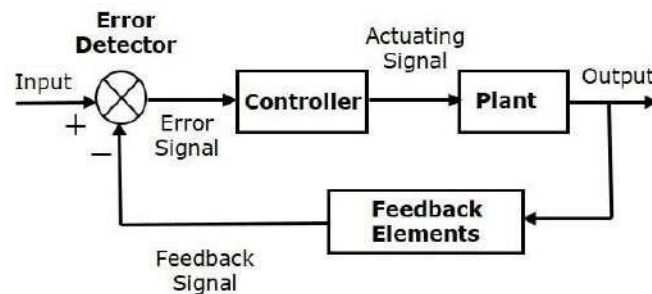 Error
Detector
Input
+
−
Error
Signal
Controller
Actuating
Signal
Plant
Output
Feedback
Elements
Feedback
Signal